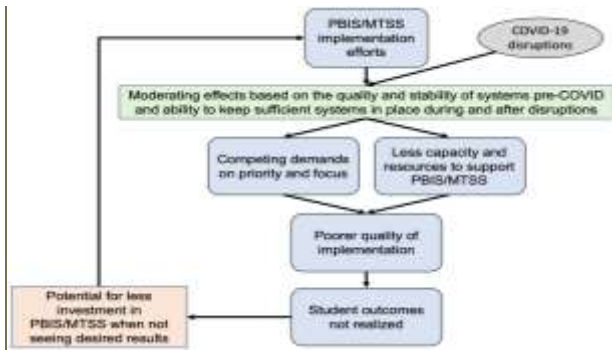 PBIS/MTSS
implementation
efforts
COVID-19
disruptions
Moderating effects based on the quality and stability of systems pre-COVID
and ability to keep sufficient systems in place during and after disruptions
Competing demands
on priority and focus
Less capacity and
resources to support
PBIS/MTSS
Poorer quality of
implementation
Potential for less
investment in
PBIS/MTSS when not
seeing desired results
Student outcomes
not realized